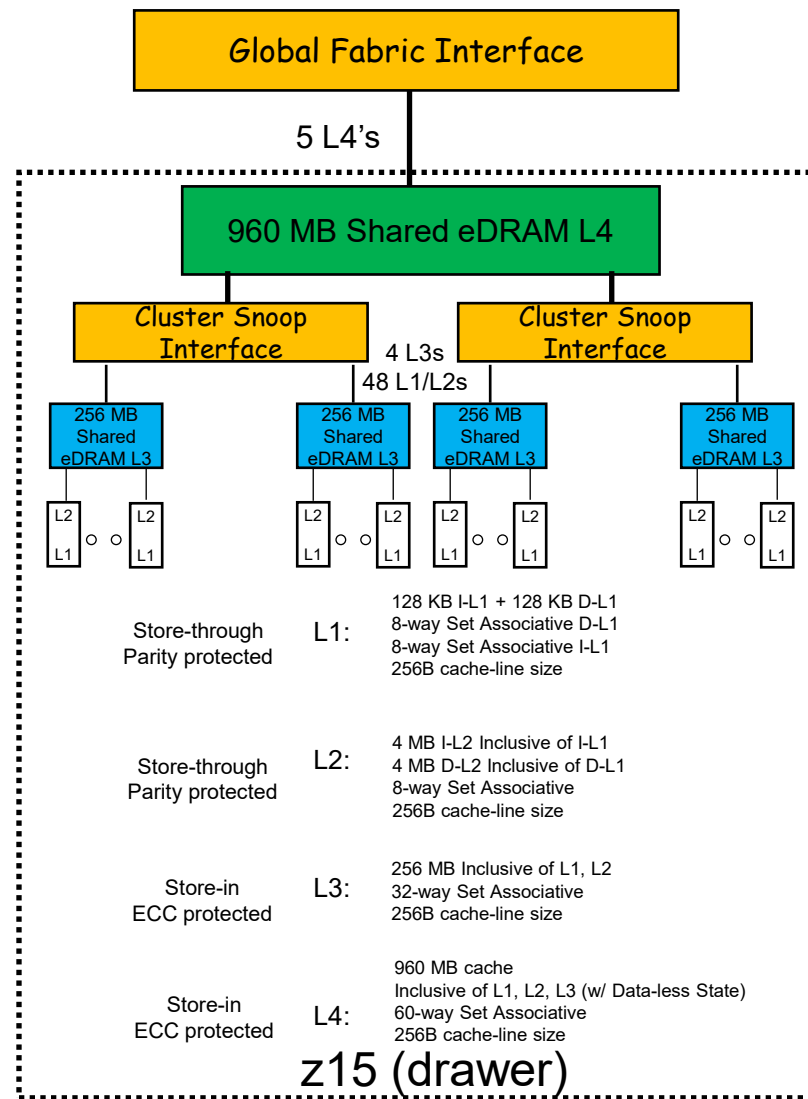 Global Fabric Interface
5 L4's
960 MB Shared eDRAM L4
Cluster Snoop
Interface
Cluster Snoop
Interface
4 L3s
48 L1/L2s
256 MB
Shared
eDRAM L3
256 MB
Shared
eDRAM L3
256 MB
Shared
eDRAM L3
256 MB
Shared
eDRAM L3
L2
L1
L2
L1
L2
L1
L2
L1
L2
L1
L2
L1
L2
L1
L2
L1
Store-through
Parity protected
L1:
128 KB I-L1 + 128 KB D-L1
8-way Set Associative D-L1
8-way Set Associative I-L1
256B cache-line size
Store-through
Parity protected
L2:
4 MB I-L2 Inclusive of I-L1
4 MB D-L2 Inclusive of D-L1
8-way Set Associative
256B cache-line size
Store-in
ECC protected
L3:
256 MB Inclusive of L1, L2
32-way Set Associative
256B cache-line size
Store-in
ECC protected
L4:
960 MB cache
Inclusive of L1, L2, L3 (w/ Data-less State)
60-way Set Associative
256B cache-line size
z15 (drawer)